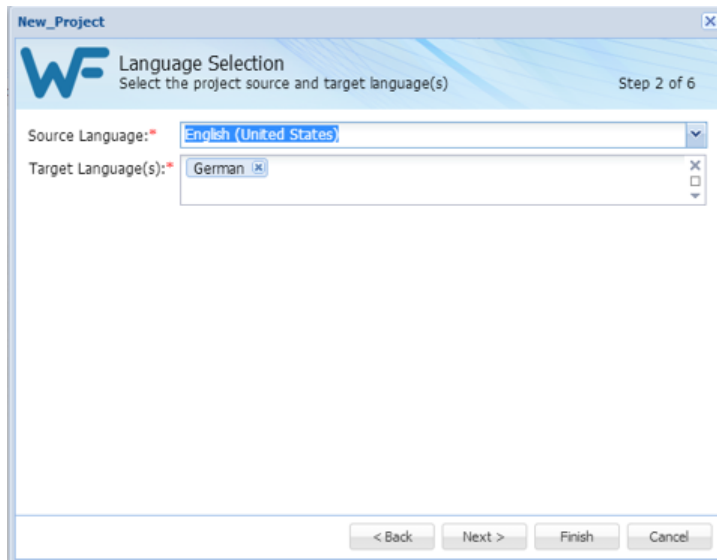 New_Project
WF
Language Selection
Select the project source and target language(s)
Step 2 of 6
Source Language:* English (United States)
Target Language(s):* German
< Back Next > Finish Cancel